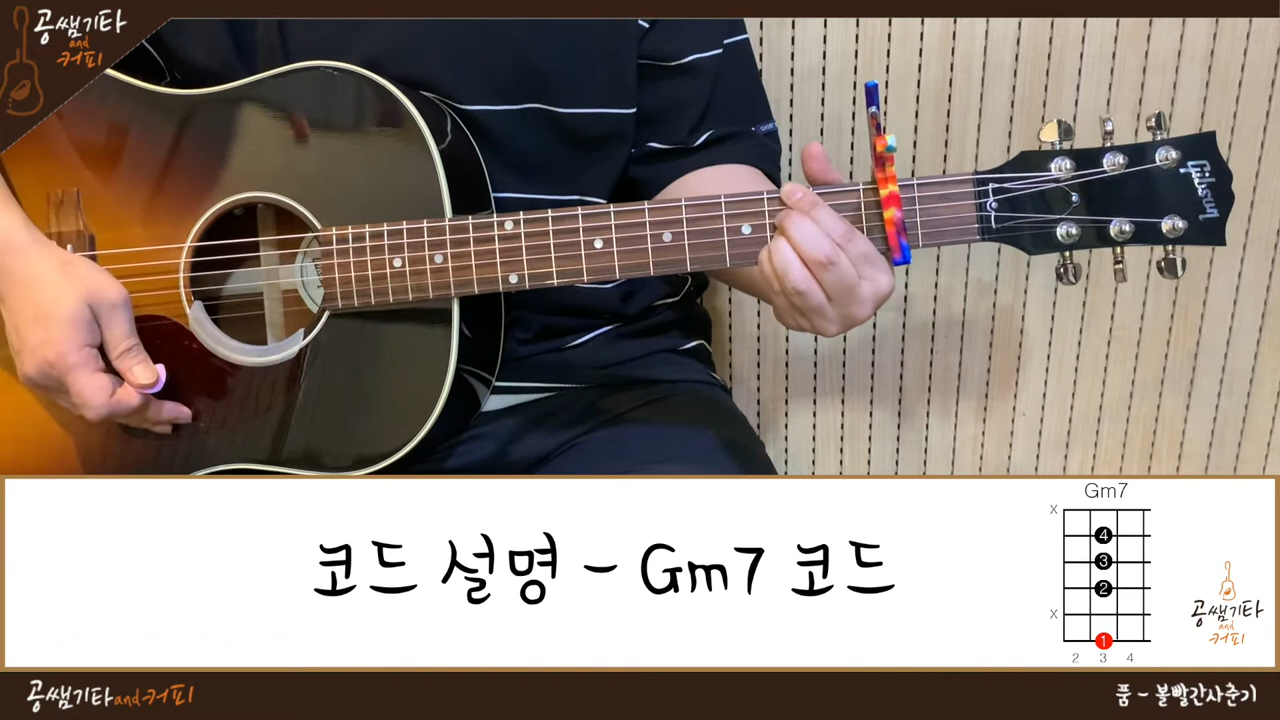 공쌤기타
and
커피
Gibson
Gm7
x
4
3
2
x
1
2 3 4
코드 설명 - Gm7 코드
공쌤기타
and
커피
공쌤기타and커피
품 - 볼빨간사춘기